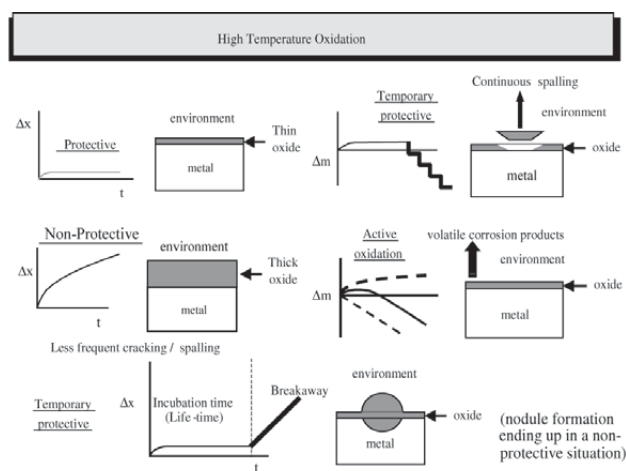 High Temperature Oxidation
Δx
Protective
t
environment
Thin
oxide
metal
Temporary
protective
Δm
Continuous spalling
environment
oxide
metal
Non-Protective
Δx
t
environment
Thick
oxide
metal
Active
oxidation
Δm
volatile corrosion products
environment
oxide
metal
Less frequent cracking / spalling
Temporary
protective
Δx
Incubation time
(Life -time)
Breakaway
t
environment
oxide
metal
(nodule formation
ending up in a non-
protective situation)